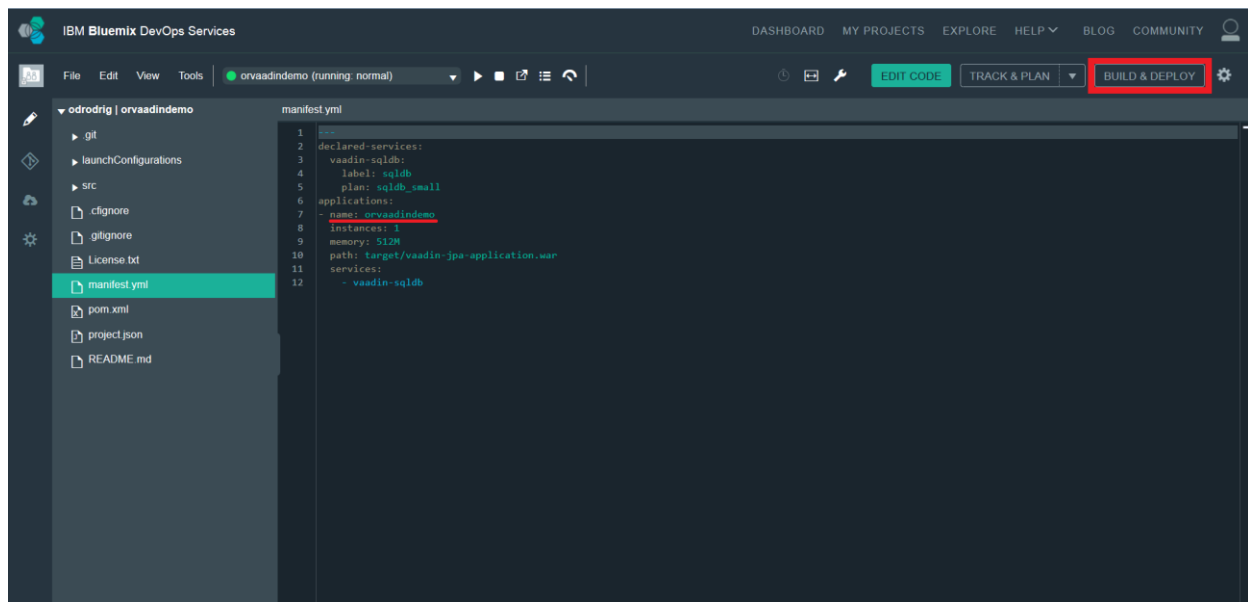 IBM Bluemix DevOps Services DASHBOARD MY PROJECTS EXPLORE HELP BLOG COMMUNITY
File Edit View Tools orvaadindemo (running: normal) EDIT CODE TRACK & PLAN BUILD & DEPLOY
odrodrig | orvaadindemo
.git
launchConfigurations
src
.cfignore
.gitignore
License.txt
manifest.yml
pom.xml
project.json
README.md
manifest.yml
1 ---
2 declared-services:
3 vaadin-sqldb:
4 label: sqldb
5 plan: sqldb_small
6 applications:
7 - name: orvaadindemo
8 instances: 1
9 memory: 512M
10 path: target/vaadin-jpa-application.war
11 services:
12 - vaadin-sqldb